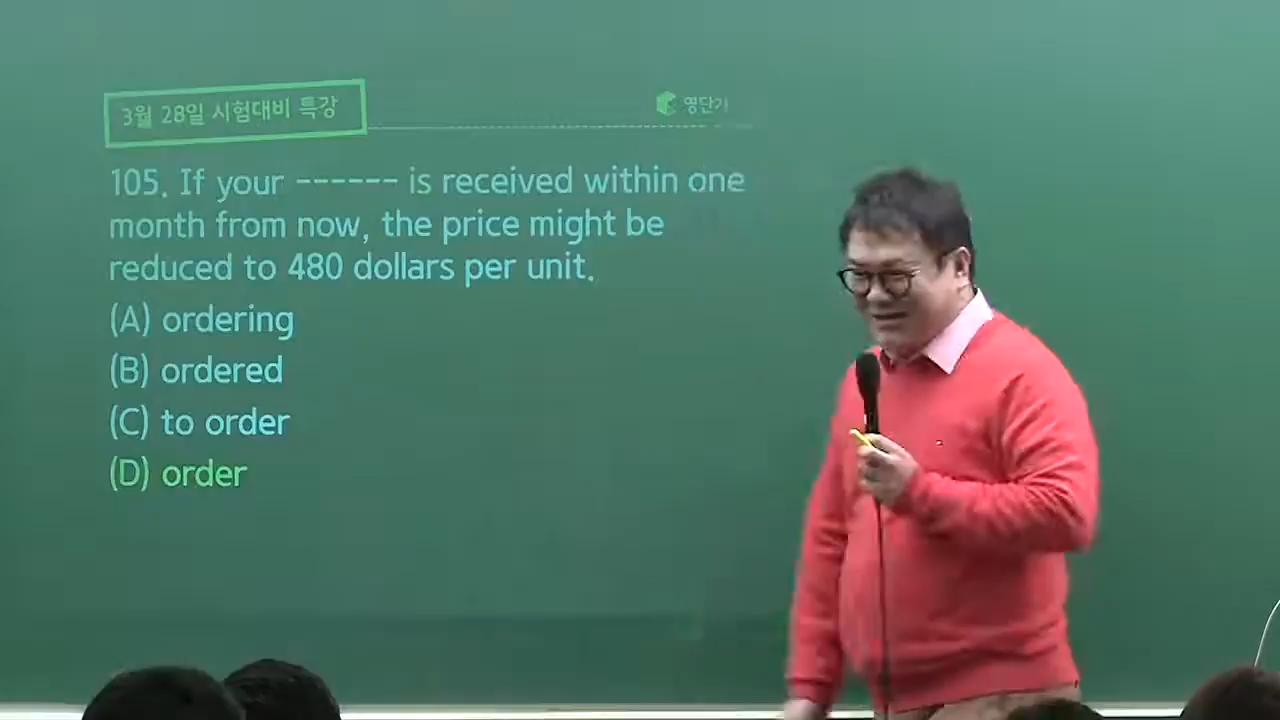 3월 28일 시험대비 특강
영단기
105. If your ------ is received within one
month from now, the price might be
reduced to 480 dollars per unit.
(A) ordering
(B) ordered
(C) to order
(D) order